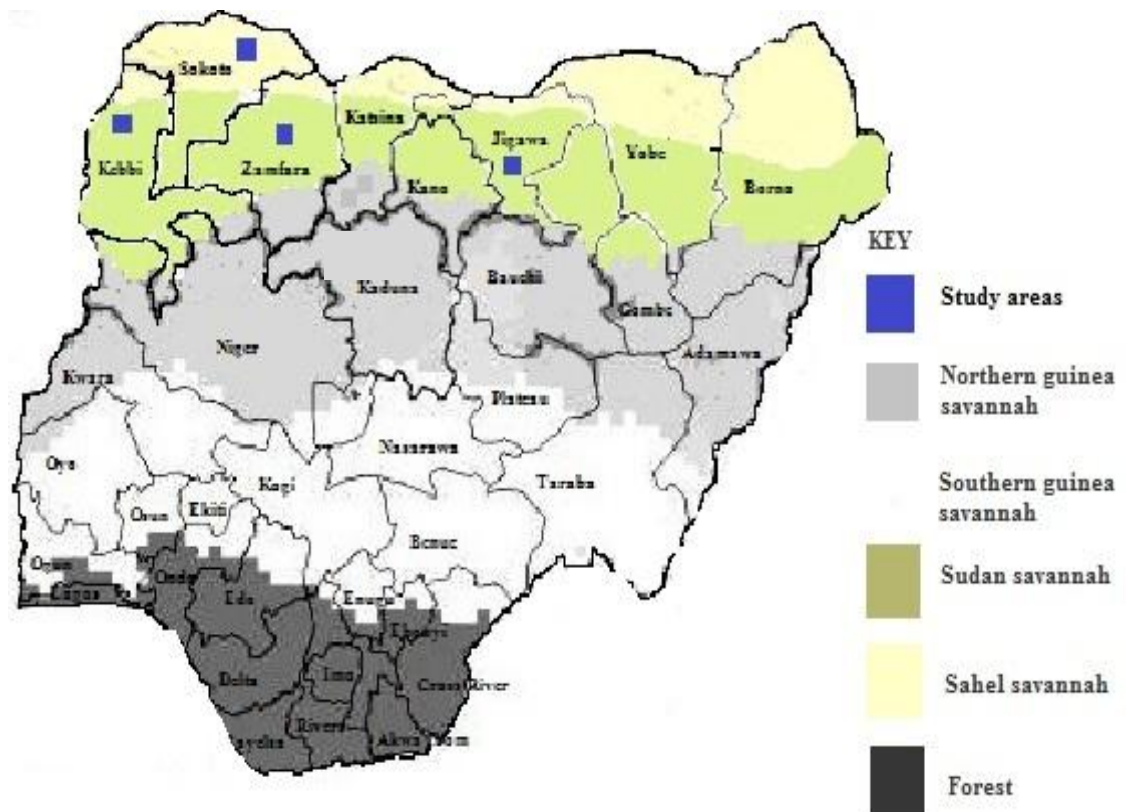 Sokoto
Katsina
Jigawa
Kebbi
Zamfara
Yobe
Kano
Borno
KEY
Study areas
Kaduna
Bauchi
Gombe
Niger
Adamawa
Kwara
Plateau
Northern guinea
savannah
Nasarawa
Oyo
Kogi
Taraba
Southern guinea
savannah
Osun
Ekiti
Benue
Ogun
Ondo
Sudan savannah
Lagos
Edo
Enugu
Ebonyi
Delta
Imo
Cross River
Sahel savannah
Rivers
Akwa
Forest